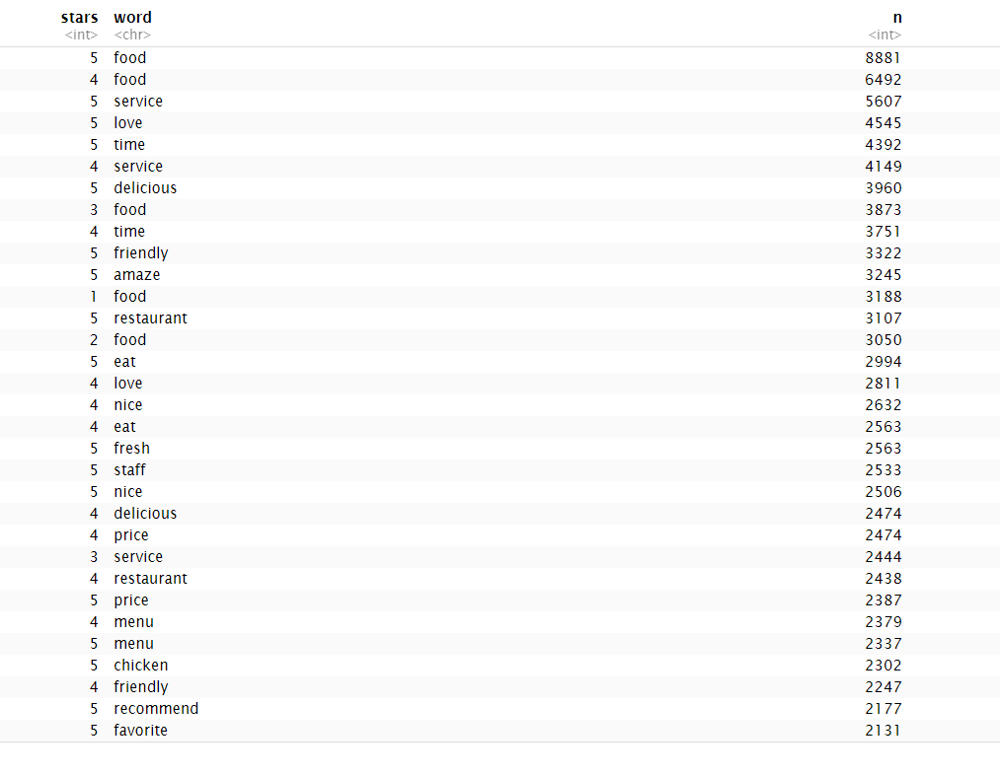 stars word n
<int> <chr> <int>
5 food 8881
4 food 6492
5 service 5607
5 love 4545
5 time 4392
4 service 4149
5 delicious 3960
3 food 3873
4 time 3751
5 friendly 3322
5 amaze 3245
1 food 3188
5 restaurant 3107
2 food 3050
5 eat 2994
4 love 2811
4 nice 2632
4 eat 2563
5 fresh 2563
5 staff 2533
5 nice 2506
4 delicious 2474
4 price 2474
3 service 2444
4 restaurant 2438
5 price 2387
4 menu 2379
5 menu 2337
5 chicken 2302
4 friendly 2247
5 recommend 2177
5 favorite 2131